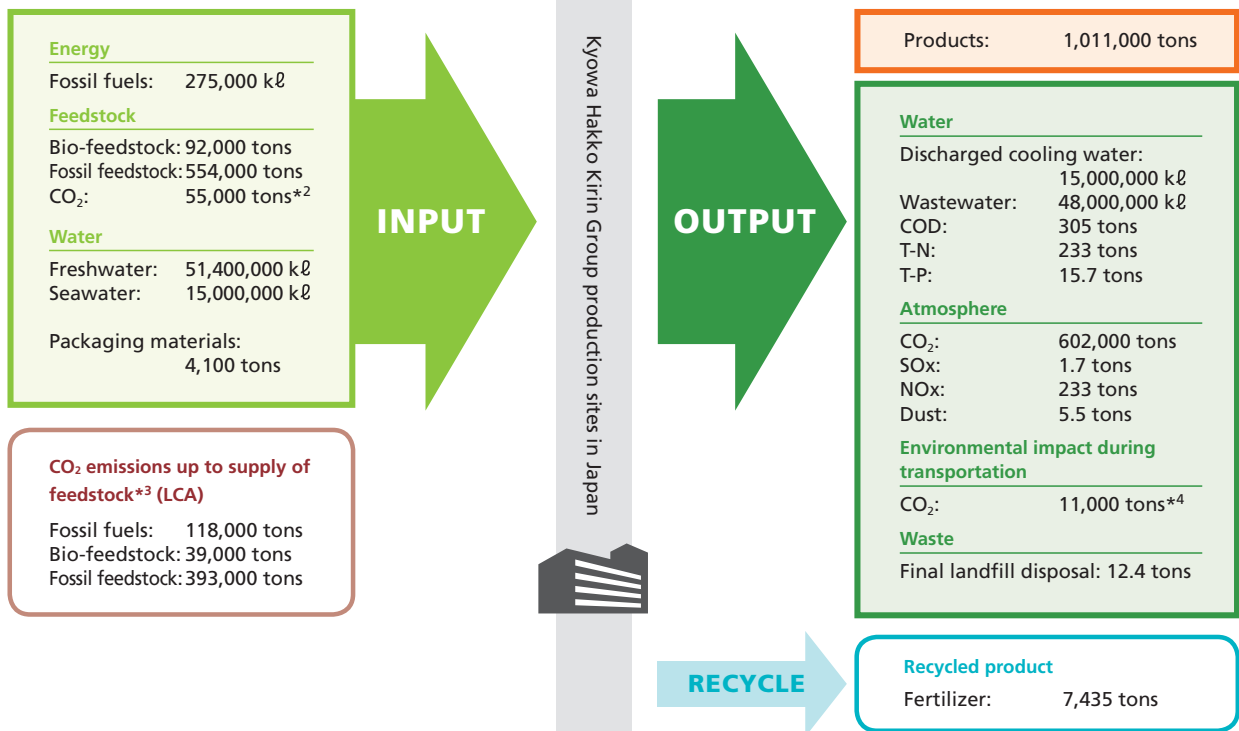 Energy
Fossil fuels: 275,000 kℓ
Feedstock
Bio-feedstock: 92,000 tons
Fossil feedstock: 554,000 tons
CO₂: 55,000 tons*²
Water
Freshwater: 51,400,000 kℓ
Seawater: 15,000,000 kℓ
Packaging materials:
4,100 tons
CO₂ emissions up to supply of
feedstock*³ (LCA)
Fossil fuels: 118,000 tons
Bio-feedstock: 39,000 tons
Fossil feedstock: 393,000 tons
INPUT
Kyowa Hakko Kirin Group production sites in Japan
OUTPUT
Products: 1,011,000 tons
Water
Discharged cooling water:
15,000,000 kℓ
Wastewater: 48,000,000 kℓ
COD: 305 tons
T-N: 233 tons
T-P: 15.7 tons
Atmosphere
CO₂: 602,000 tons
SOx: 1.7 tons
NOx: 233 tons
Dust: 5.5 tons
Environmental impact during
transportation
CO₂: 11,000 tons*⁴
Waste
Final landfill disposal: 12.4 tons
RECYCLE
Recycled product
Fertilizer: 7,435 tons